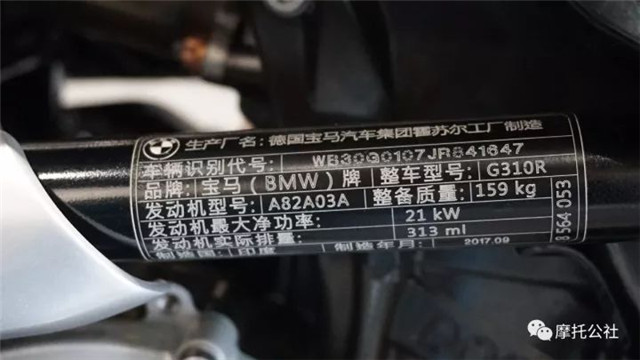 生产厂名：德国宝马汽车集团霍苏尔工厂制造
车辆识别代号：WB30G0107JR841647
品牌：宝马（BMW）牌 整车型号：G310R
发动机型号：A82A03A 整备质量：159 kg
发动机最大净功率：21 kW
发动机实际排量：313 ml
制造国：印度 制造年月：2017.09
8 564 053
摩托公社